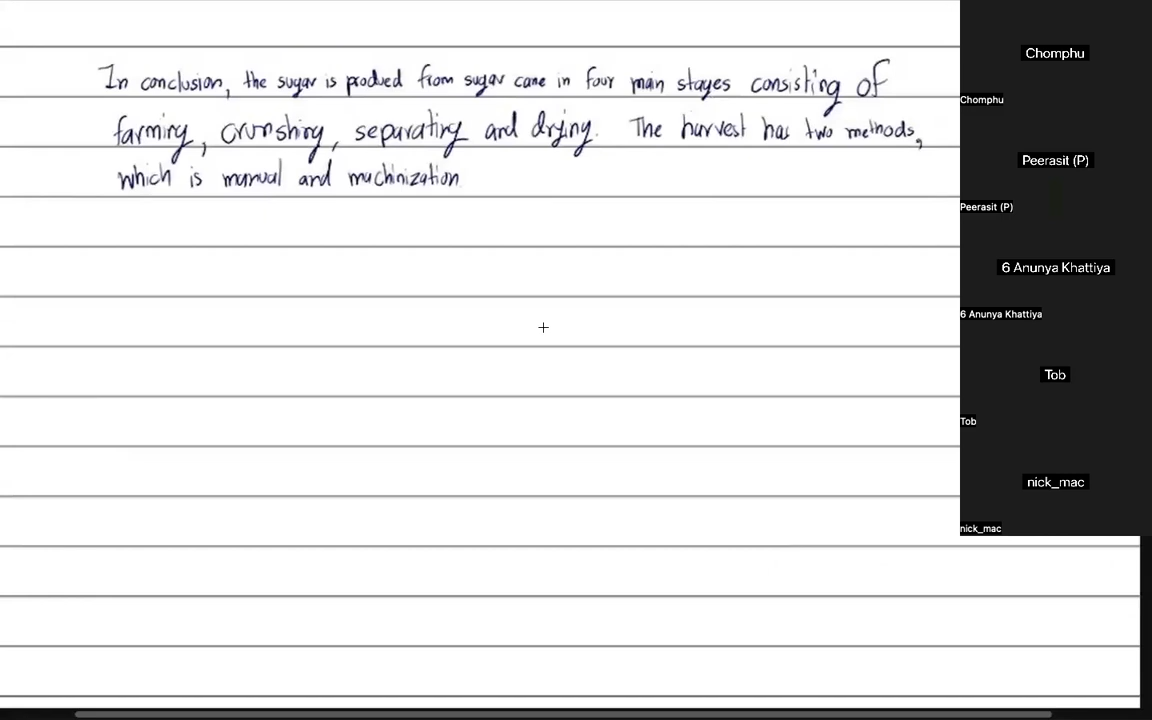 In conclusion, the sugar is produed from sugar cane in four main stages consisting of
farming, crunshing, separating and drying. The harvest has two methods,
which is manual and machinization
Chomphu
Chomphu
Peerasit (P)
Peerasit (P)
6 Anunya Khattiya
6 Anunya Khattiya
Tob
Tob
nick_mac
nick_mac